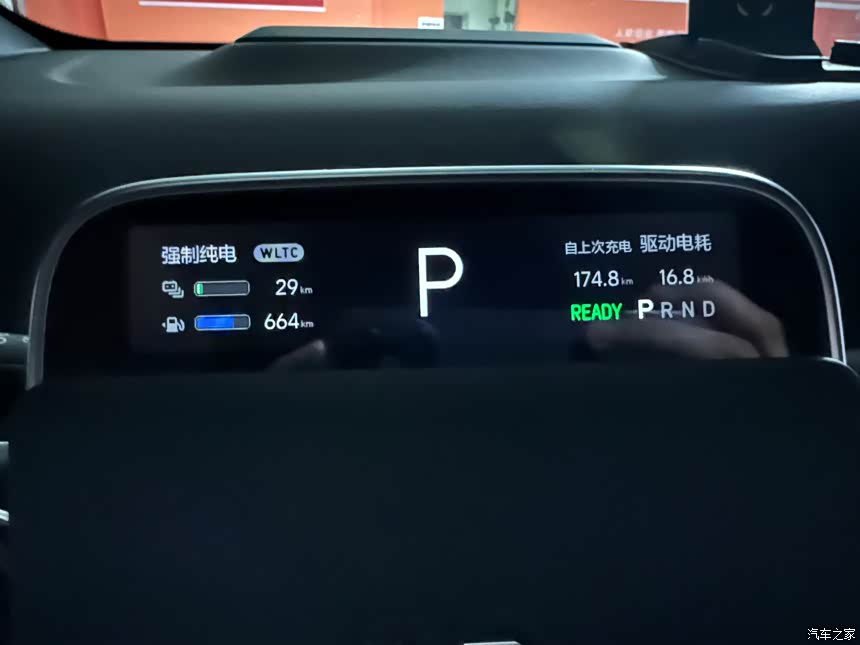 强制纯电 WLTC
29km
664km
P
自上次充电 驱动电耗
174.8km 16.8kWh
READY P R N D
汽车之家